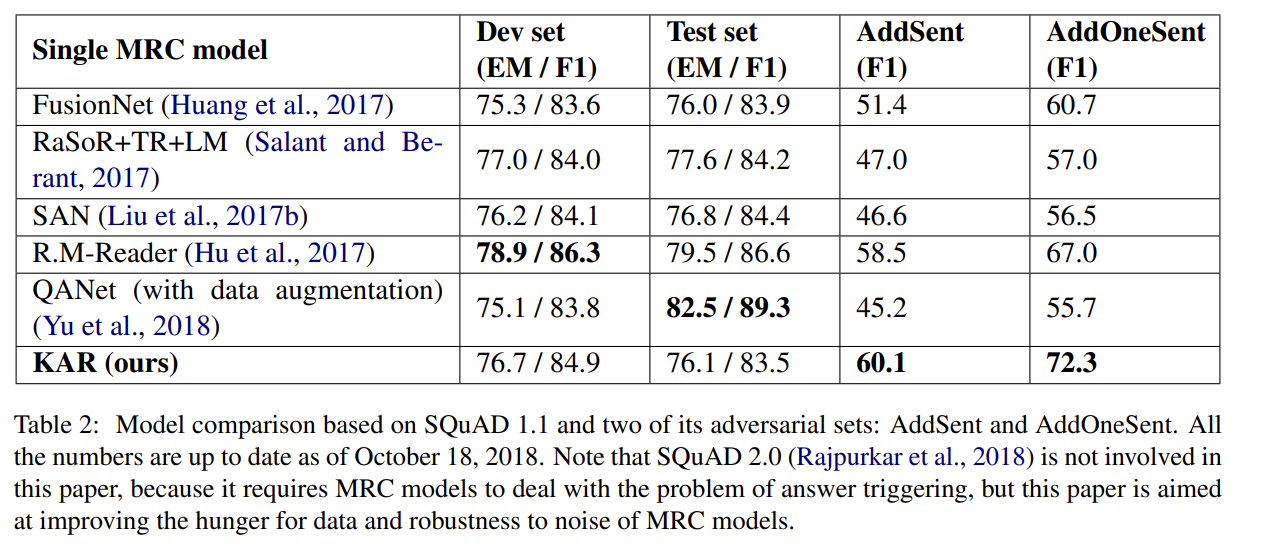 Single MRC model Dev set (EM / F1) Test set (EM / F1) AddSent (F1) AddOneSent (F1)
FusionNet (Huang et al., 2017) 75.3 / 83.6 76.0 / 83.9 51.4 60.7
RaSoR+TR+LM (Salant and Be-
rant, 2017) 77.0 / 84.0 77.6 / 84.2 47.0 57.0
SAN (Liu et al., 2017b) 76.2 / 84.1 76.8 / 84.4 46.6 56.5
R.M-Reader (Hu et al., 2017) 78.9 / 86.3 79.5 / 86.6 58.5 67.0
QANet (with data augmentation)
(Yu et al., 2018) 75.1 / 83.8 82.5 / 89.3 45.2 55.7
KAR (ours) 76.7 / 84.9 76.1 / 83.5 60.1 72.3
Table 2: Model comparison based on SQuAD 1.1 and two of its adversarial sets: AddSent and AddOneSent. All
the numbers are up to date as of October 18, 2018. Note that SQuAD 2.0 (Rajpurkar et al., 2018) is not involved in
this paper, because it requires MRC models to deal with the problem of answer triggering, but this paper is aimed
at improving the hunger for data and robustness to noise of MRC models.